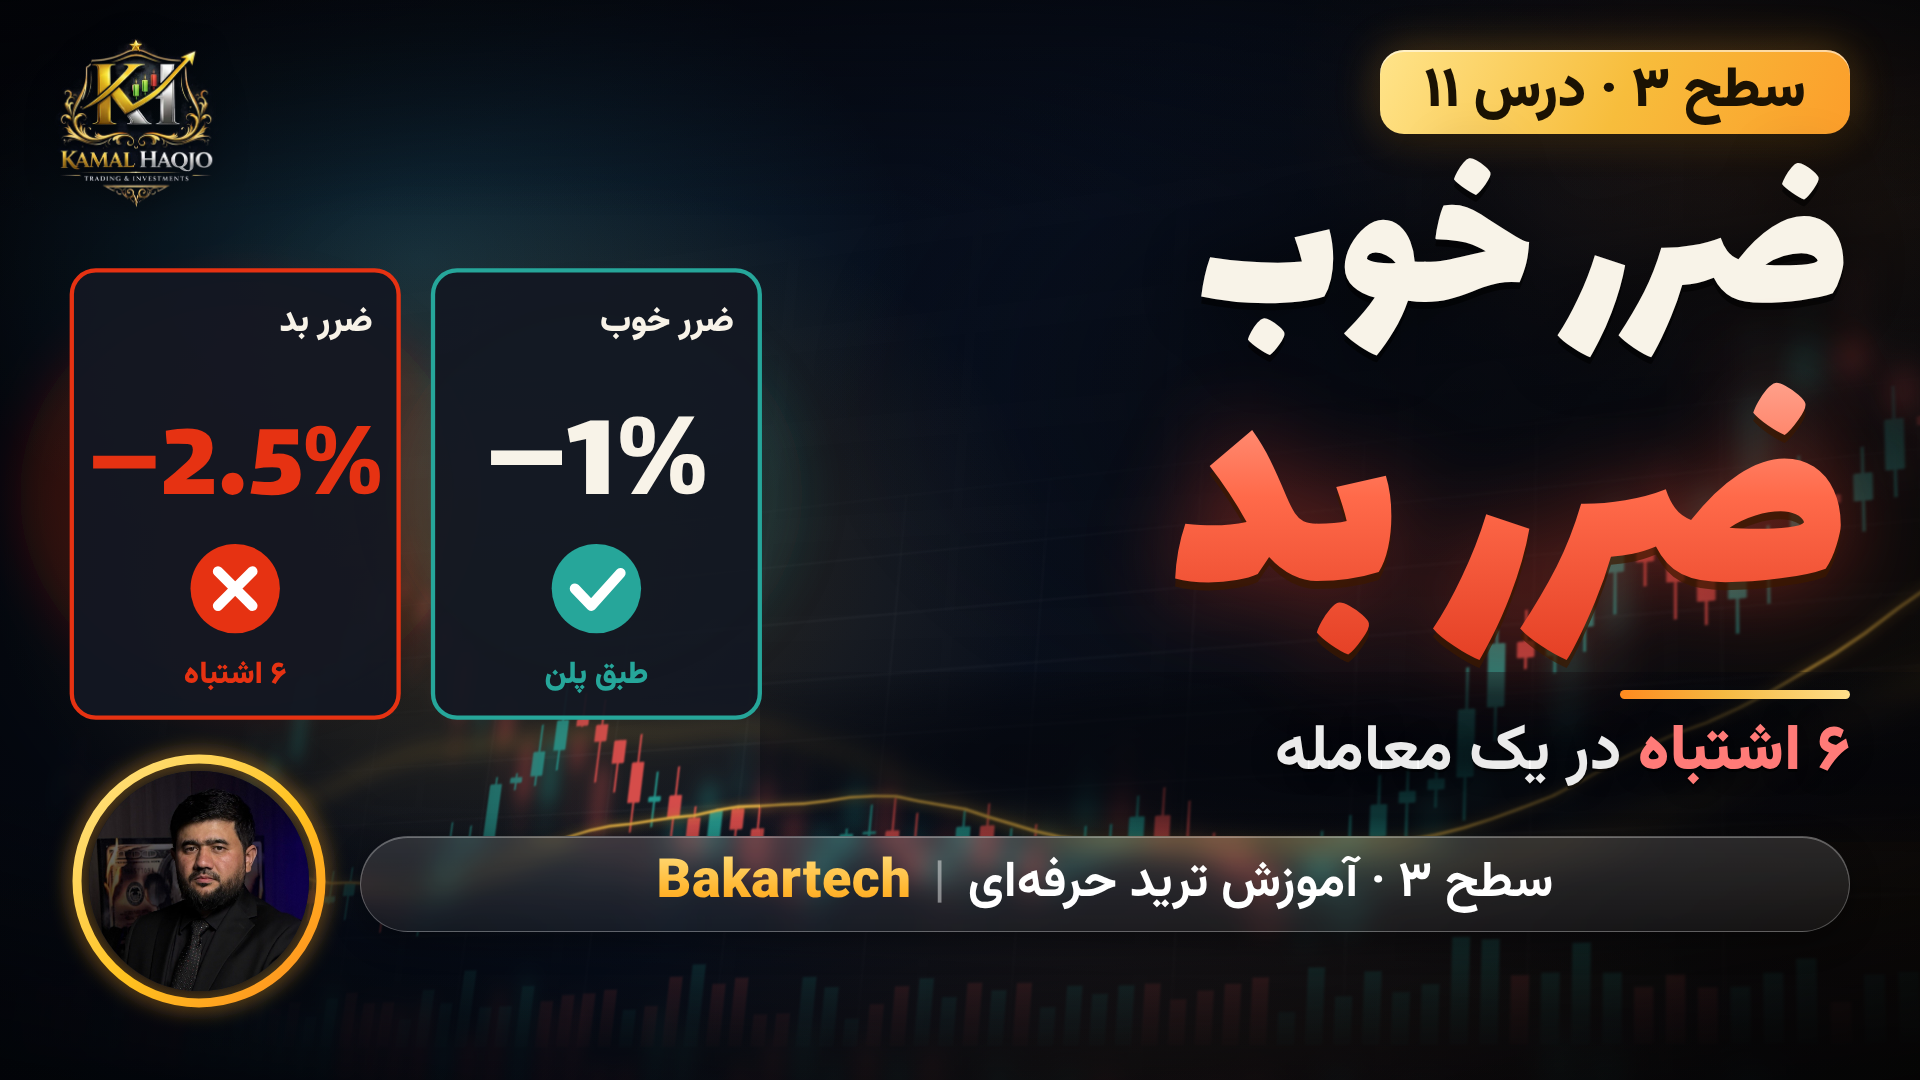 KAMAL HAQJO
TRADING & INVESTMENTS
سطح ۳ · درس ۱۱
ضرر خوب
ضرر بد
۶ اشتباه در یک معامله
ضرر خوب
−1%
طبق پلن
ضرر بد
−2.5%
۶ اشتباه
سطح ۳ · آموزش ترید حرفه‌ای | Bakartech